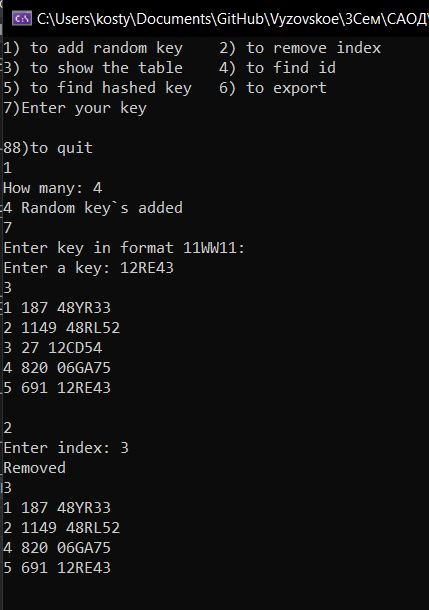 C:\Users\kosty\Documents\GitHub\Vyzovskoe\3Сем\САОД\
1) to add random key    2) to remove index
3) to show the table    4) to find id
5) to find hashed key   6) to export
7)Enter your key
88)to quit
1
How many: 4
4 Random key`s added
7
Enter key in format 11WW11:
Enter a key: 12RE43
3
1 187 48YR33
2 1149 48RL52
3 27 12CD54
4 820 06GA75
5 691 12RE43
2
Enter index: 3
Removed
3
1 187 48YR33
2 1149 48RL52
4 820 06GA75
5 691 12RE43